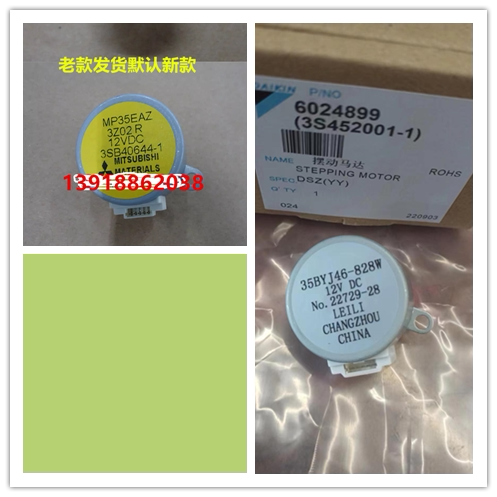 老款发货默认新款
MP35EAZ
3Z02 R
12VDC
3SB40644-1
MITSUBISHI
MATERIALS
13918862038
DAIKIN P/NO
6024899
(3S452001-1)
NAME 摆动马达
STEPPING MOTOR ROHS
SPEC DSZ(YY)
Q'TY 1
024
220903
35BYJ46-828W
12V DC
No. 22729-28
LEILI
CHANGZHOU
CHINA